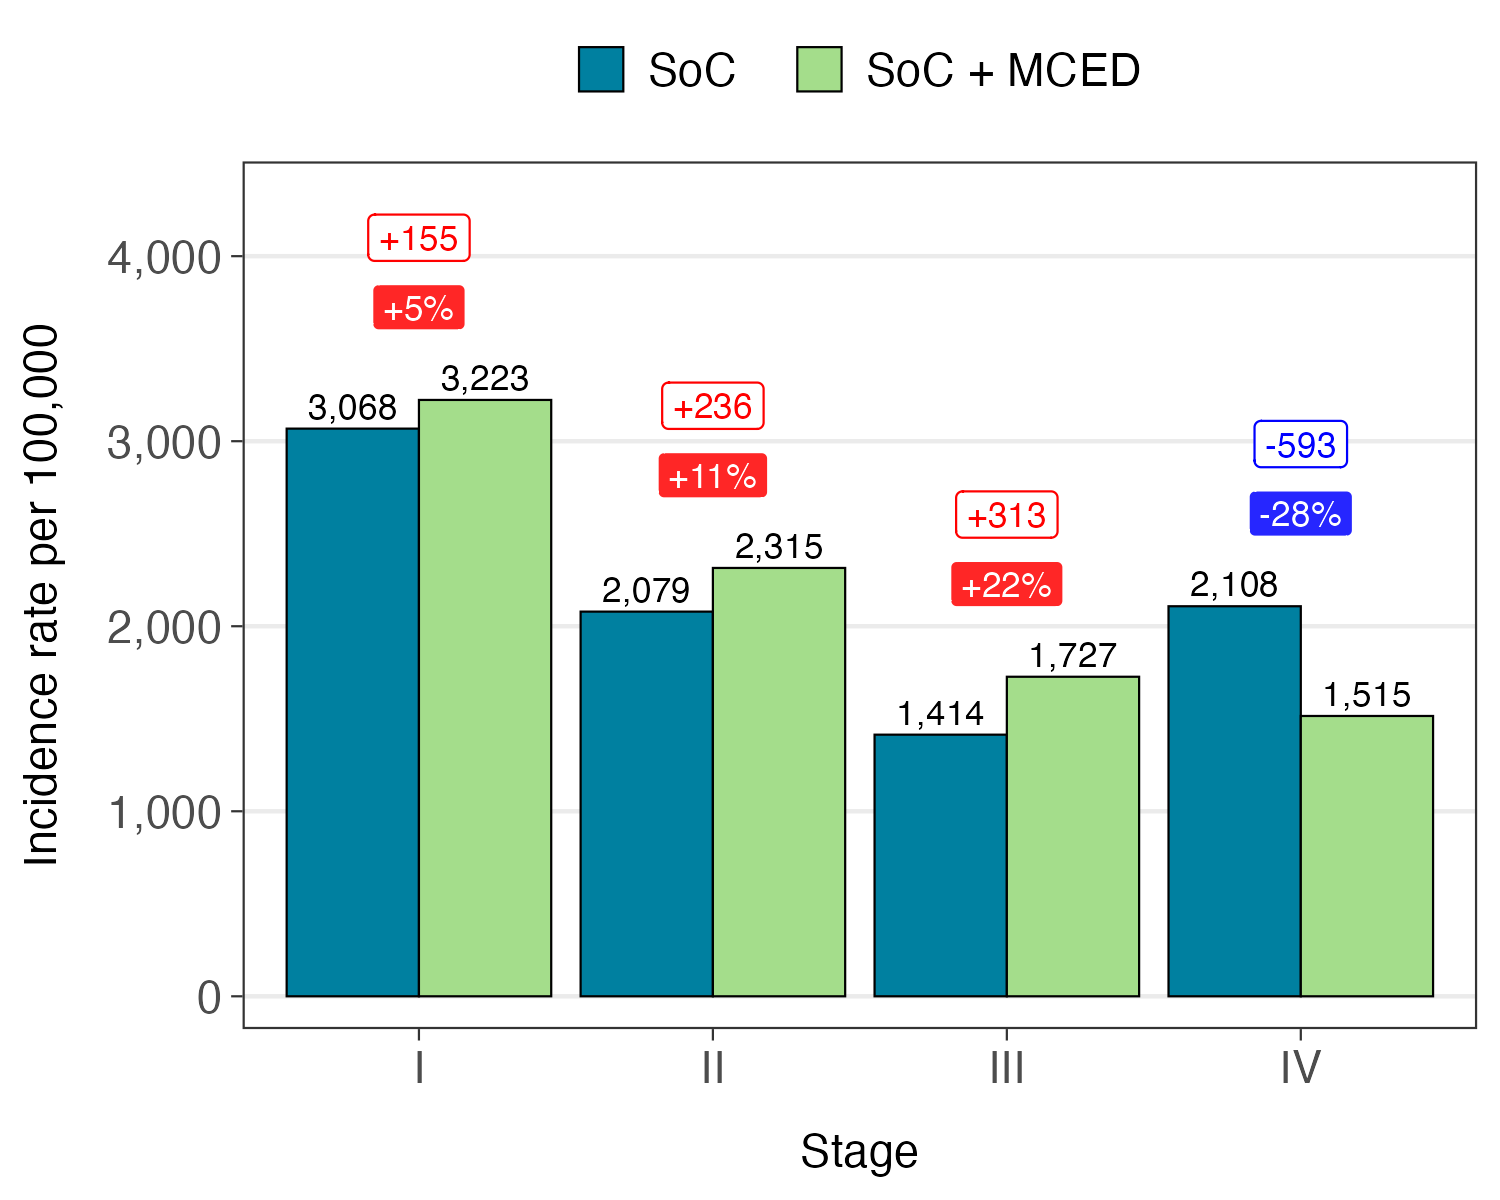 SoC
SoC + MCED
Incidence rate per 100,000
4,000
3,000
2,000
1,000
0
+155
+5%
3,068
3,223
+236
+11%
2,079
2,315
+313
+22%
1,414
1,727
-593
-28%
2,108
1,515
I
II
III
IV
Stage